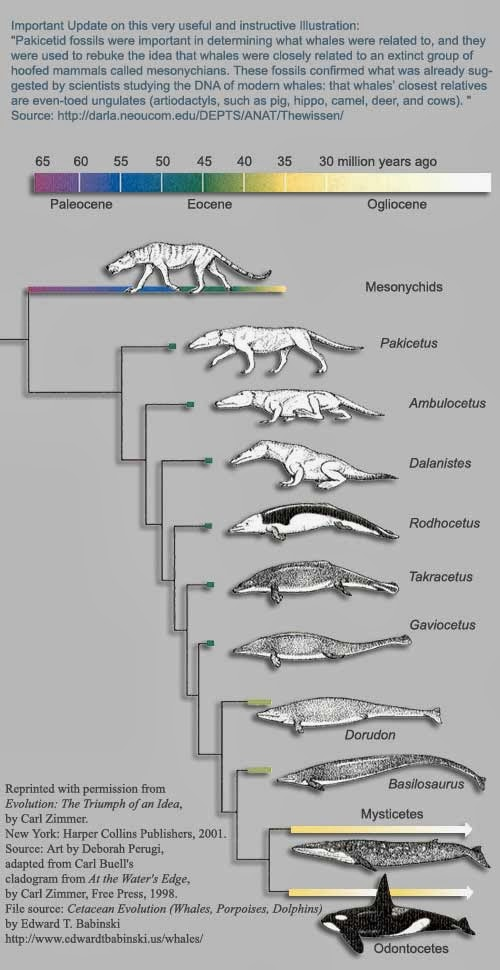 Important Update on this very useful and instructive Illustration:
"Pakicetid fossils were important in determining what whales were related to, and they
were used to rebuke the idea that whales were closely related to an extinct group of
hoofed mammals called mesonychians. These fossils confirmed what was already sug-
gested by scientists studying the DNA of modern whales: that whales' closest relatives
are even-toed ungulates (artiodactyls, such as pig, hippo, camel, deer, and cows). "
Source: http://darla.neoucom.edu/DEPTS/ANAT/Thewissen/
65 60 55 50 45 40 35 30 million years ago
Paleocene Eocene Ogliocene
Mesonychids
Pakicetus
Ambulocetus
Dalanistes
Rodhocetus
Takracetus
Gaviocetus
Dorudon
Basilosaurus
Mysticetes
Odontocetes
Reprinted with permission from
Evolution: The Triumph of an Idea,
by Carl Zimmer.
New York: Harper Collins Publishers, 2001.
Source: Art by Deborah Perugi,
adapted from Carl Buell's
cladogram from At the Water's Edge,
by Carl Zimmer, Free Press, 1998.
File source: Cetacean Evolution (Whales, Porpoises, Dolphins)
by Edward T. Babinski
http://www.edwardtbabinski.us/whales/